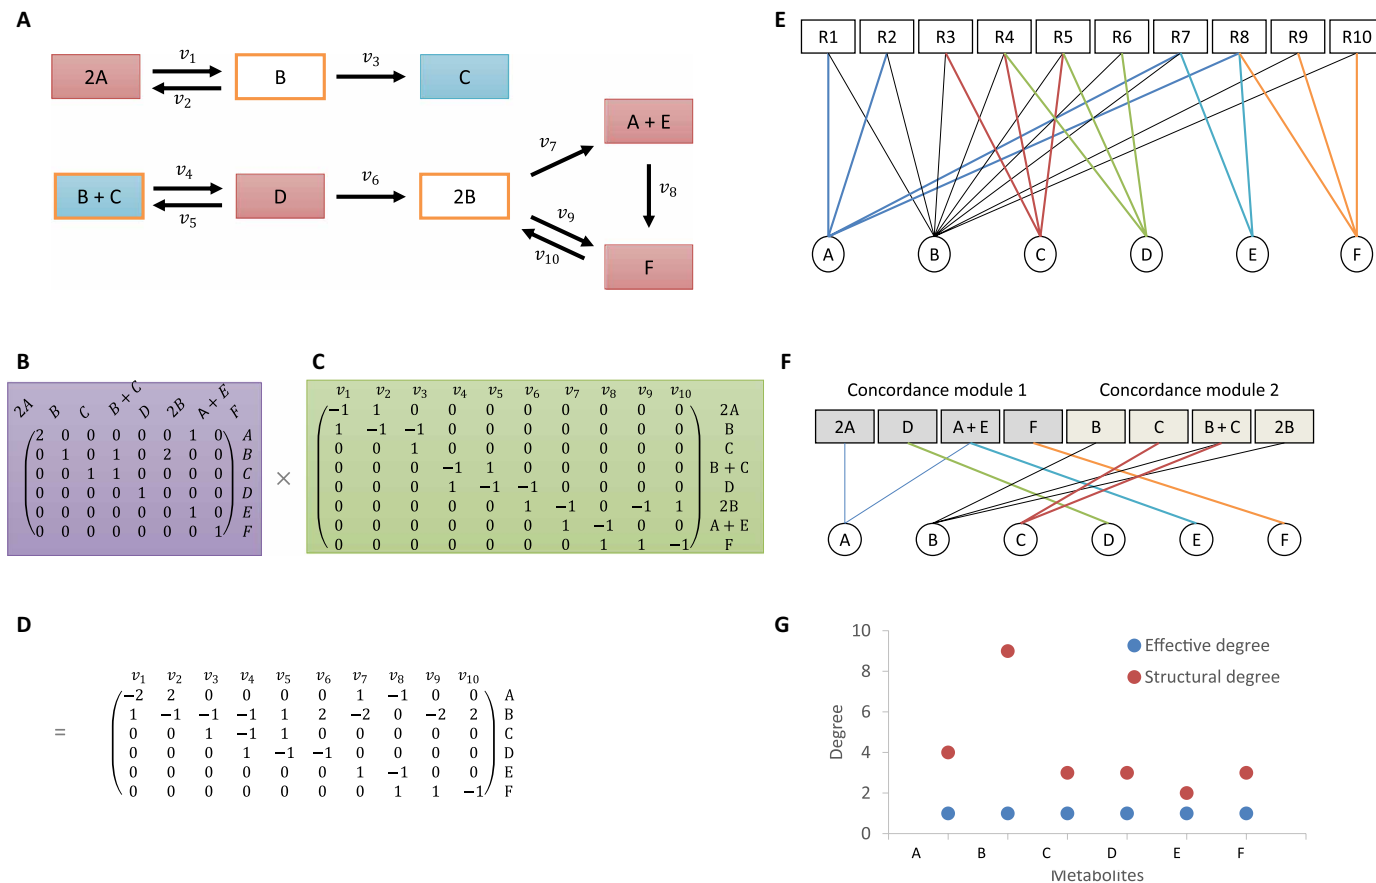 A
2A
v1
v2
B
v3
C
A + E
v7
v8
B + C
v4
v5
D
v6
2B
v9
v10
F
B
2A B C B + C D 2B A + E F
2 0 0 0 0 0 1 0 A
0 1 0 1 0 2 0 0 B
0 0 1 1 0 0 0 0 C
0 0 0 0 1 0 0 0 D
0 0 0 0 0 0 1 0 E
0 0 0 0 0 0 0 1 F
×
C
v1 v2 v3 v4 v5 v6 v7 v8 v9 v10
−1 1 0 0 0 0 0 0 0 0 2A
1 −1 −1 0 0 0 0 0 0 0 B
0 0 1 0 0 0 0 0 0 0 C
0 0 0 −1 1 0 0 0 0 0 B + C
0 0 0 1 −1 −1 0 0 0 0 D
0 0 0 0 0 1 −1 0 −1 1 2B
0 0 0 0 0 0 1 −1 0 0 A + E
0 0 0 0 0 0 0 1 1 −1 F
D
v1 v2 v3 v4 v5 v6 v7 v8 v9 v10
−2 2 0 0 0 0 1 −1 0 0 A
1 −1 −1 −1 1 2 −2 0 −2 2 B
= 0 0 1 −1 1 0 0 0 0 0 C
0 0 0 1 −1 −1 0 0 0 0 D
0 0 0 0 0 0 1 −1 0 0 E
0 0 0 0 0 0 0 1 1 −1 F
E
R1 R2 R3 R4 R5 R6 R7 R8 R9 R10
A B C D E F
F
Concordance module 1 Concordance module 2
2A D A + E F B C B + C 2B
A B C D E F
G
10
8
6
4
2
0
Degree
Effective degree
Structural degree
A B C D E F
Metabolites